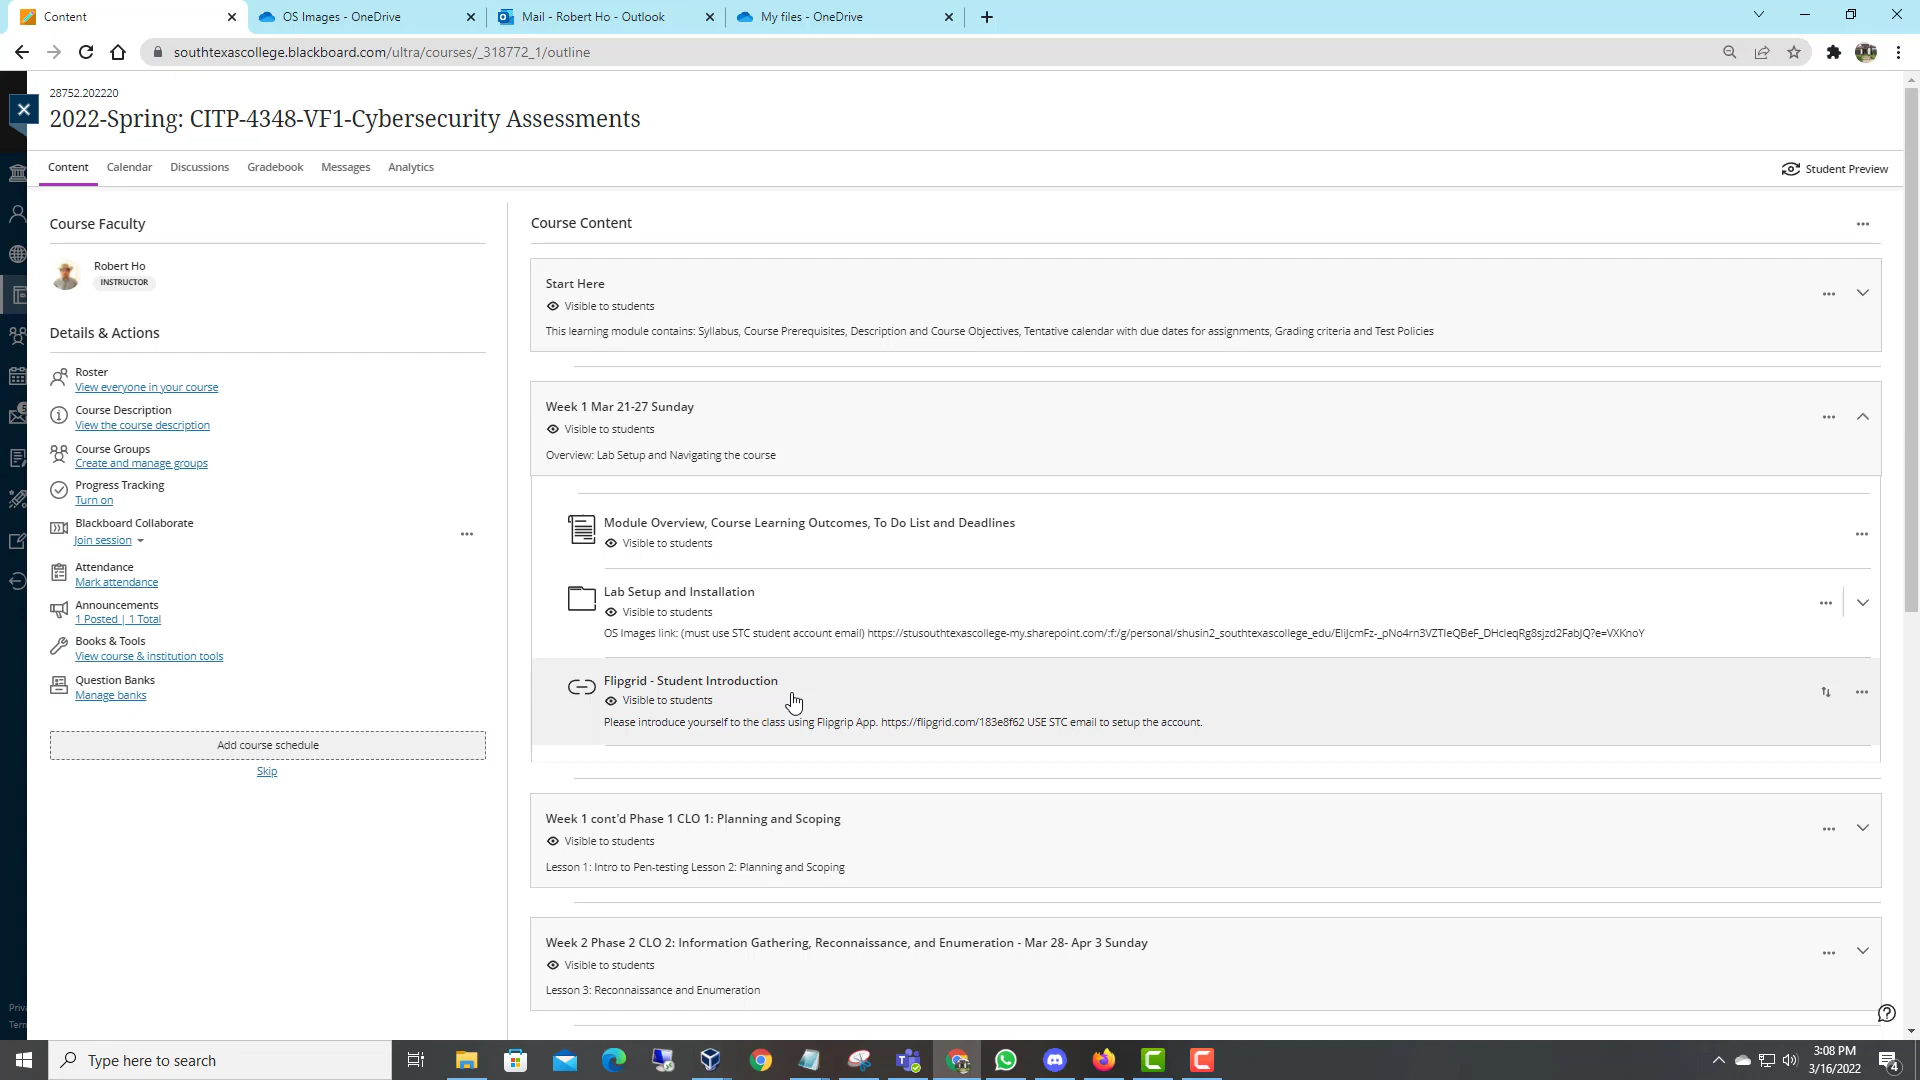 Content
OS Images - OneDrive
Mail - Robert Ho - Outlook
My files - OneDrive
southtexascollege.blackboard.com/ultra/courses/_318772_1/outline
28752.202220
2022-Spring: CITP-4348-VF1-Cybersecurity Assessments
Content
Calendar
Discussions
Gradebook
Messages
Analytics
Student Preview
Course Faculty
Robert Ho
INSTRUCTOR
Details & Actions
Roster
View everyone in your course
Course Description
View the course description
Course Groups
Create and manage groups
Progress Tracking
Turn on
Blackboard Collaborate
Join session
Attendance
Mark attendance
Announcements
1 Posted | 1 Total
Books & Tools
View course & institution tools
Question Banks
Manage banks
Add course schedule
Skip
Course Content
Start Here
Visible to students
This learning module contains: Syllabus, Course Prerequisites, Description and Course Objectives, Tentative calendar with due dates for assignments, Grading criteria and Test Policies
Week 1 Mar 21-27 Sunday
Visible to students
Overview: Lab Setup and Navigating the course
Module Overview, Course Learning Outcomes, To Do List and Deadlines
Visible to students
Lab Setup and Installation
Visible to students
OS Images link: (must use STC student account email)
Flipgrid - Student Introduction
Visible to students
Please introduce yourself to the class using Flipgrip App. https://flipgrid.com/183e8f62 USE STC email to setup the account.
Week 1 cont'd Phase 1 CLO 1: Planning and Scoping
Visible to students
Lesson 1: Intro to Pen-testing Lesson 2: Planning and Scoping
Week 2 Phase 2 CLO 2: Information Gathering, Reconnaissance, and Enumeration - Mar 28- Apr 3 Sunday
Visible to students
Lesson 3: Reconnaissance and Enumeration
Type here to search
3:08 PM
3/16/2022
4